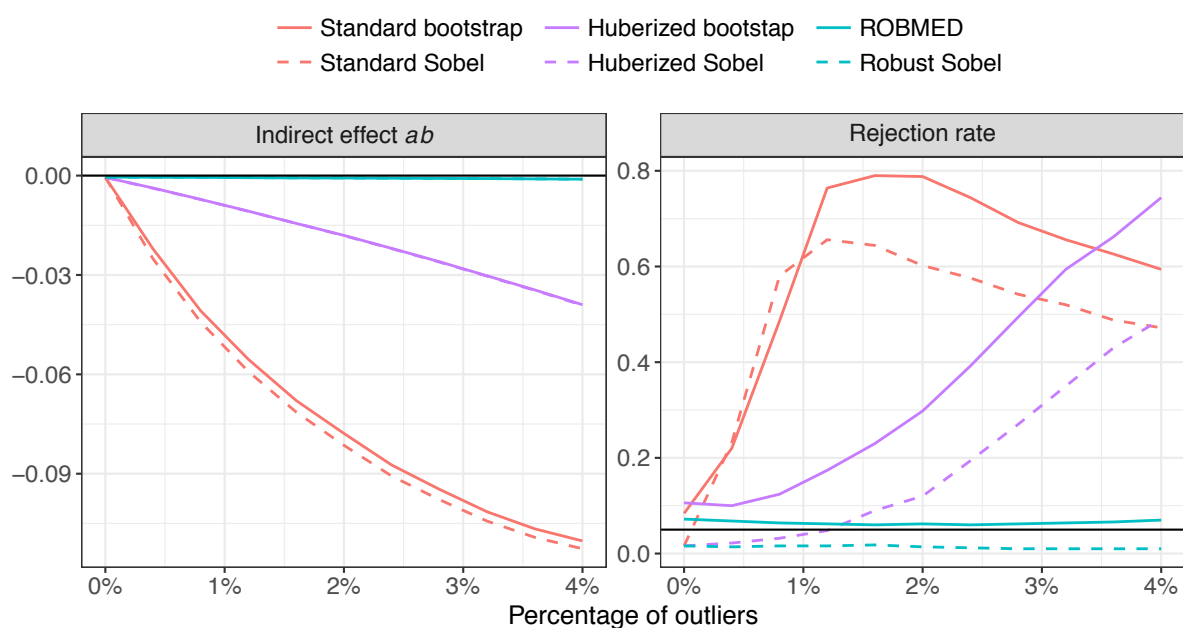 Standard bootstrap Huberized bootstap ROBMED
Standard Sobel Huberized Sobel Robust Sobel
Indirect effect ab
Rejection rate
0.00
−0.03
−0.06
−0.09
0.8
0.6
0.4
0.2
0.0
0% 1% 2% 3% 4%
0% 1% 2% 3% 4%
Percentage of outliers